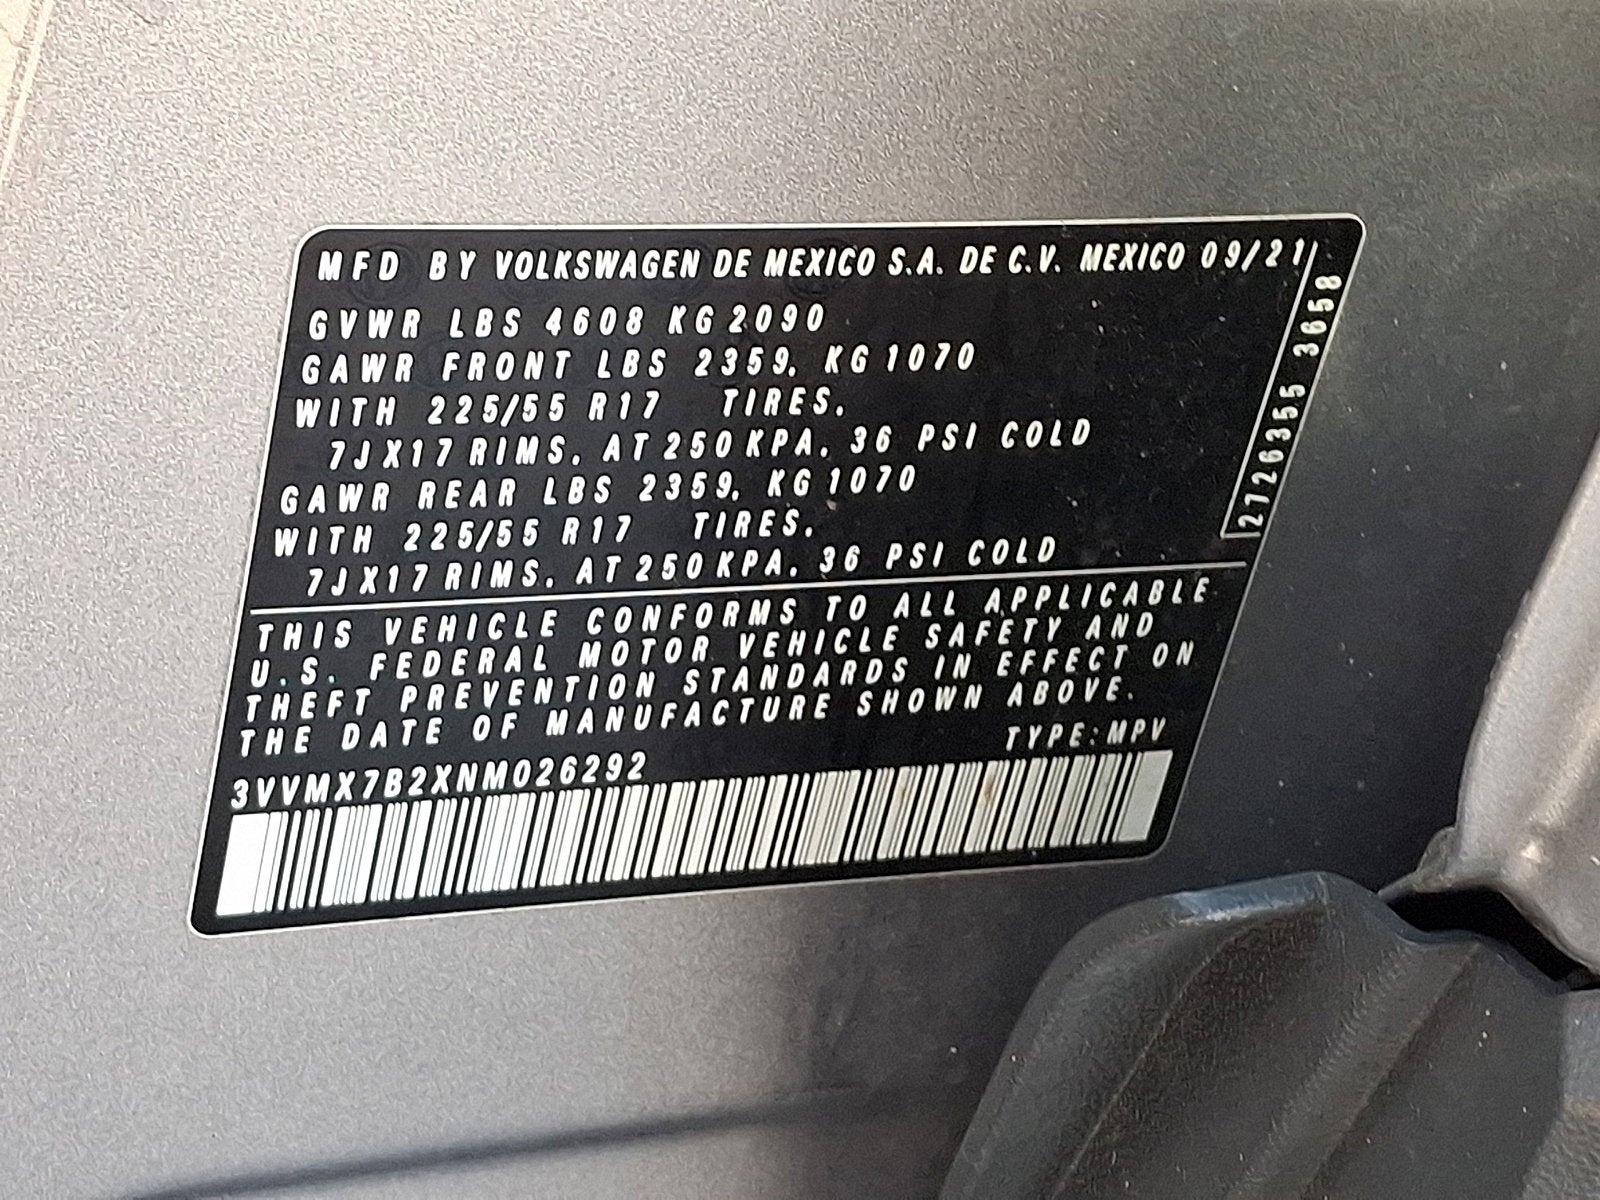 MFD BY VOLKSWAGEN DE MEXICO S.A. DE C.V. MEXICO 09/21
GVWR LBS 4608 KG 2090
GAWR FRONT LBS 2359, KG 1070
WITH 225/55 R17 TIRES,
7JX17 RIMS, AT 250 KPA, 36 PSI COLD
GAWR REAR LBS 2359, KG 1070
WITH 225/55 R17 TIRES,
7JX17 RIMS, AT 250 KPA, 36 PSI COLD
2726355 3658
THIS VEHICLE CONFORMS TO ALL APPLICABLE
U.S. FEDERAL MOTOR VEHICLE SAFETY AND
THEFT PREVENTION STANDARDS IN EFFECT ON
THE DATE OF MANUFACTURE SHOWN ABOVE.
TYPE: MPV
3VVMX7B2XNM026292